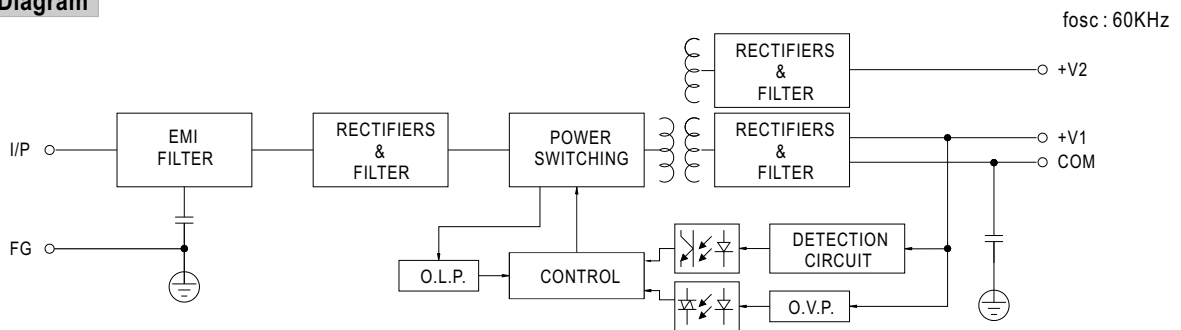 Diagram
fosc : 60KHz
RECTIFIERS
&
FILTER
+V2
I/P
EMI
FILTER
RECTIFIERS
&
FILTER
POWER
SWITCHING
RECTIFIERS
&
FILTER
+V1
COM
FG
O.L.P.
CONTROL
DETECTION
CIRCUIT
O.V.P.